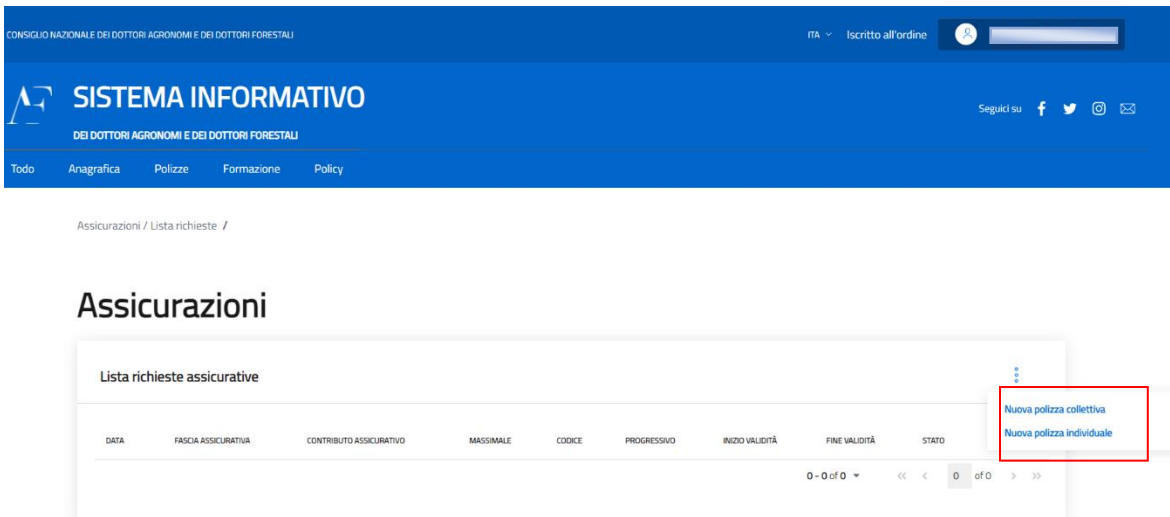 CONSIGLIO NAZIONALE DEI DOTTORI AGRONOMI E DEI DOTTORI FORESTALI
ITA Iscritto all'ordine
AF SISTEMA INFORMATIVO
DEI DOTTORI AGRONOMI E DEI DOTTORI FORESTALI
Seguici su
Todo Anagrafica Polizze Formazione Policy
Assicurazioni / Lista richieste /
Assicurazioni
Lista richieste assicurative
Nuova polizza collettiva
Nuova polizza individuale
DATA FASCIA ASSICURATIVA CONTRIBUTO ASSICURATIVO MASSIMALE CODICE PROGRESSIVO INIZIO VALIDITÀ FINE VALIDITÀ STATO
0 - 0 of 0 << < 0 of 0 > >>